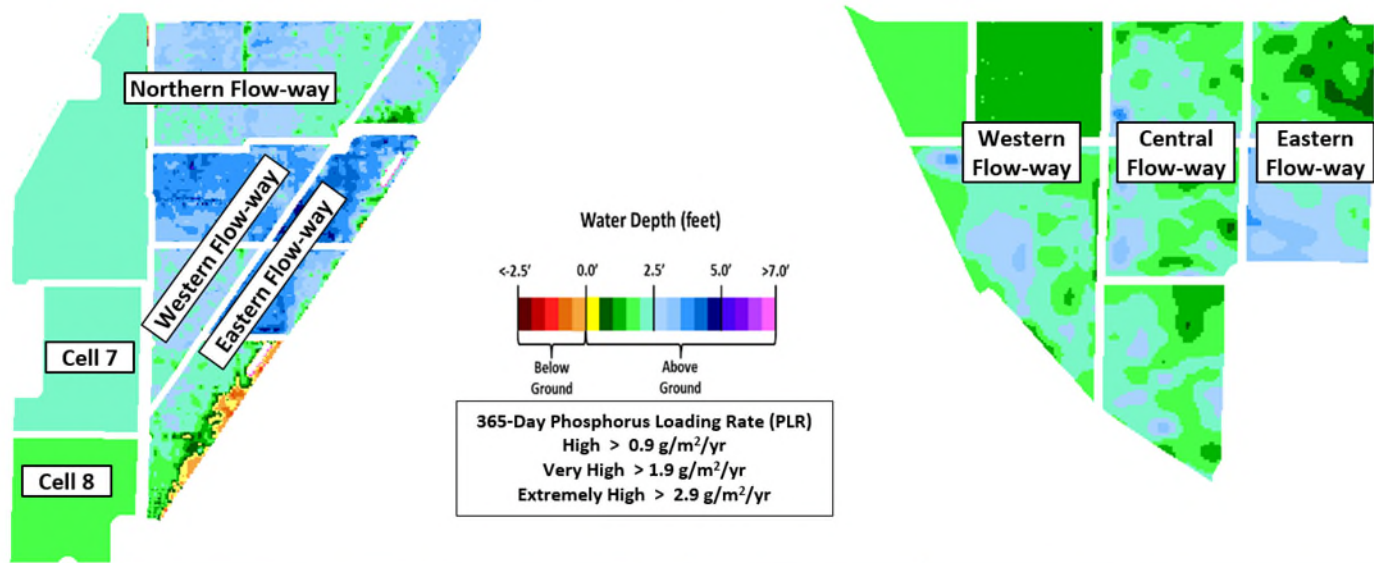 Northern Flow-way
Western Flow-way
Eastern Flow-way
Cell 7
Cell 8
Water Depth (feet)
<-2.5' 0.0' 2.5' 5.0' >7.0'
Below
Ground
Above
Ground
365-Day Phosphorus Loading Rate (PLR)
High > 0.9 g/m²/yr
Very High > 1.9 g/m²/yr
Extremely High > 2.9 g/m²/yr
Western
Flow-way
Central
Flow-way
Eastern
Flow-way